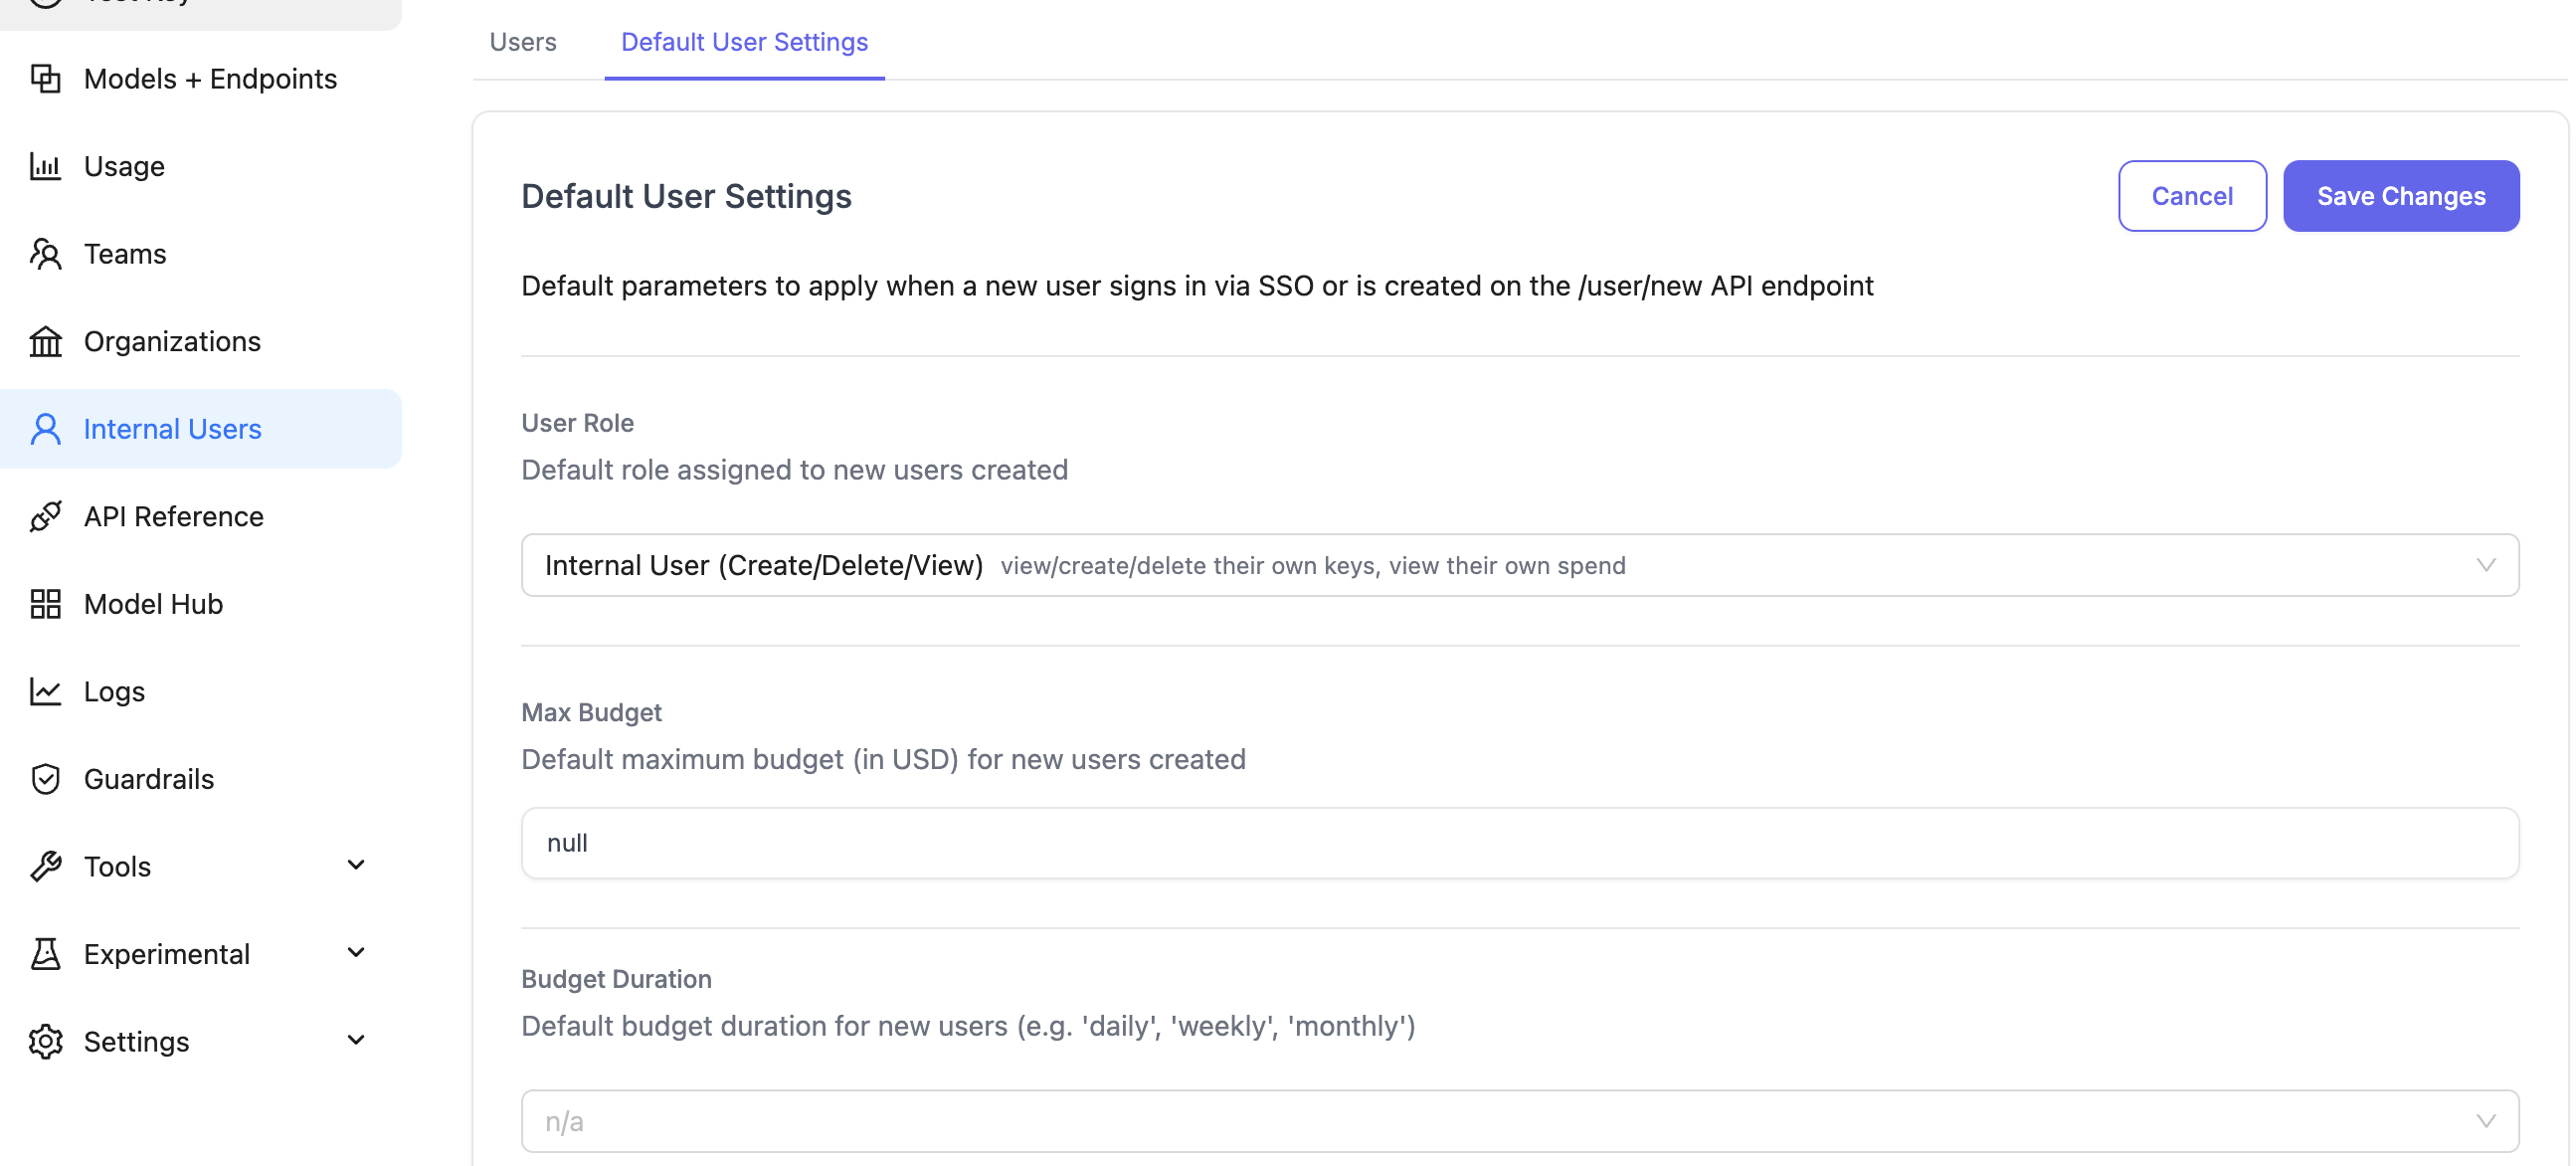 Test Key
Models + Endpoints
Usage
Teams
Organizations
Internal Users
API Reference
Model Hub
Logs
Guardrails
Tools
Experimental
Settings
Users
Default User Settings
Default User Settings
Cancel
Save Changes
Default parameters to apply when a new user signs in via SSO or is created on the /user/new API endpoint
User Role
Default role assigned to new users created
Internal User (Create/Delete/View) view/create/delete their own keys, view their own spend
Max Budget
Default maximum budget (in USD) for new users created
null
Budget Duration
Default budget duration for new users (e.g. 'daily', 'weekly', 'monthly')
n/a